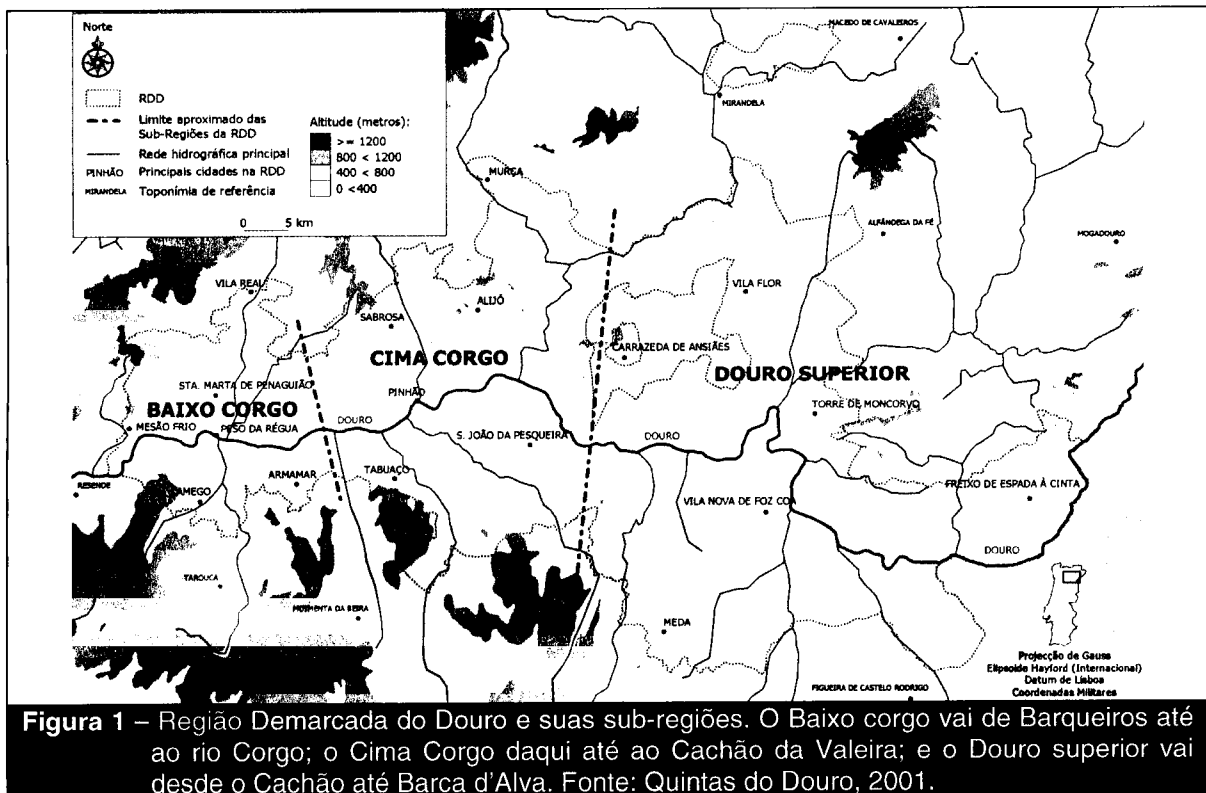 Norte
RDD
Limite aproximado das
Sub-Regiões da RDD
Rede hidrográfica principal
PINHÃO Principais cidades na RDD
MIRANDELA Toponímia de referência
Altitude (metros):
>= 1200
800 < 1200
400 < 800
0 <400
0 5 km
MACEDO DE CAVALEIROS
MIRANDELA
MURÇA
ALFÂNDEGA DA FÉ
MOGADOURO
VILA REAL
ALIJÓ
VILA FLOR
SABROSA
CARRAZEDA DE ANSIÃES
CIMA CORGO
DOURO SUPERIOR
STA. MARTA DE PENAGUIÃO
PINHÃO
BAIXO CORGO
TORRE DE MONCORVO
MESÃO FRIO
PESO DA RÉGUA
DOURO
S. JOÃO DA PESQUEIRA
DOURO
RESENDE
ARMAMAR
TABUAÇO
LAMEGO
VILA NOVA DE FOZ COA
FREIXO DE ESPADA À CINTA
DOURO
TAROUCA
MOIMENTA DA BEIRA
MEDA
FIGUEIRA DE CASTELO RODRIGO
Projecção de Gauss
Elipsoide Hayford (Internacional)
Datum de Lisboa
Coordenadas Militares
Figura 1 – Região Demarcada do Douro e suas sub-regiões. O Baixo corgo vai de Barqueiros até
ao rio Corgo; o Cima Corgo daqui até ao Cachão da Valeira; e o Douro superior vai
desde o Cachão até Barca d'Alva. Fonte: Quintas do Douro, 2001.